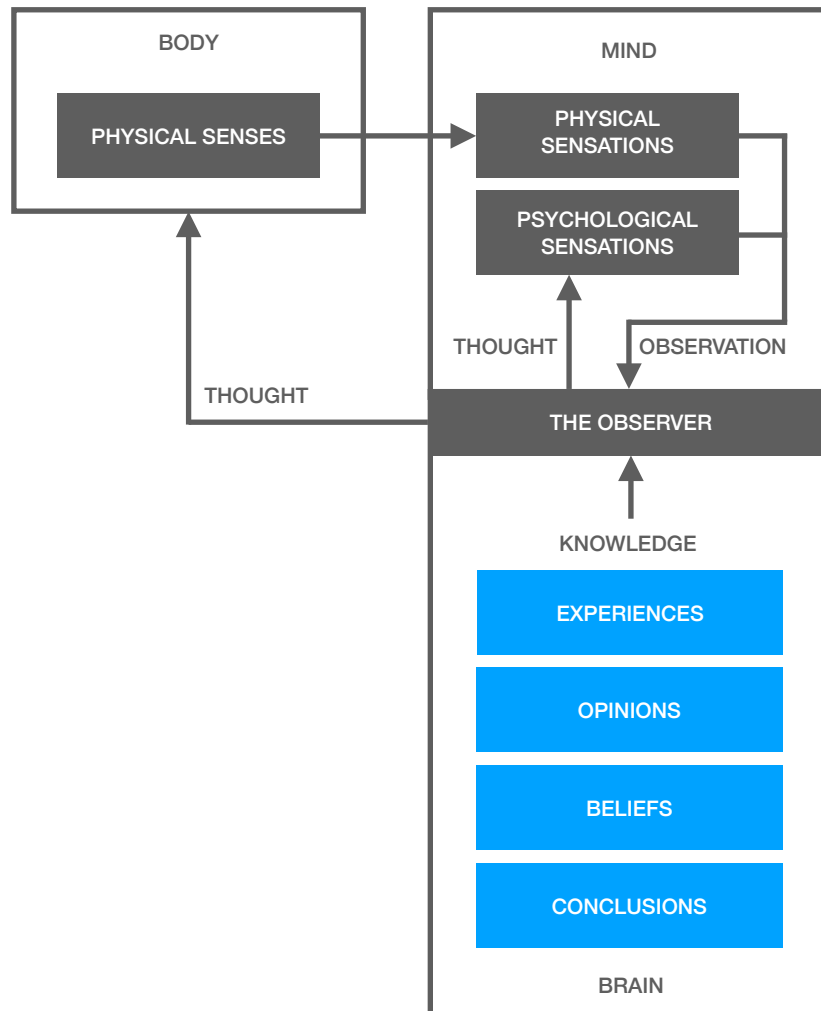 BODY
MIND
PHYSICAL SENSES
PHYSICAL
SENSATIONS
PSYCHOLOGICAL
SENSATIONS
THOUGHT
OBSERVATION
THOUGHT
THE OBSERVER
KNOWLEDGE
EXPERIENCES
OPINIONS
BELIEFS
CONCLUSIONS
BRAIN